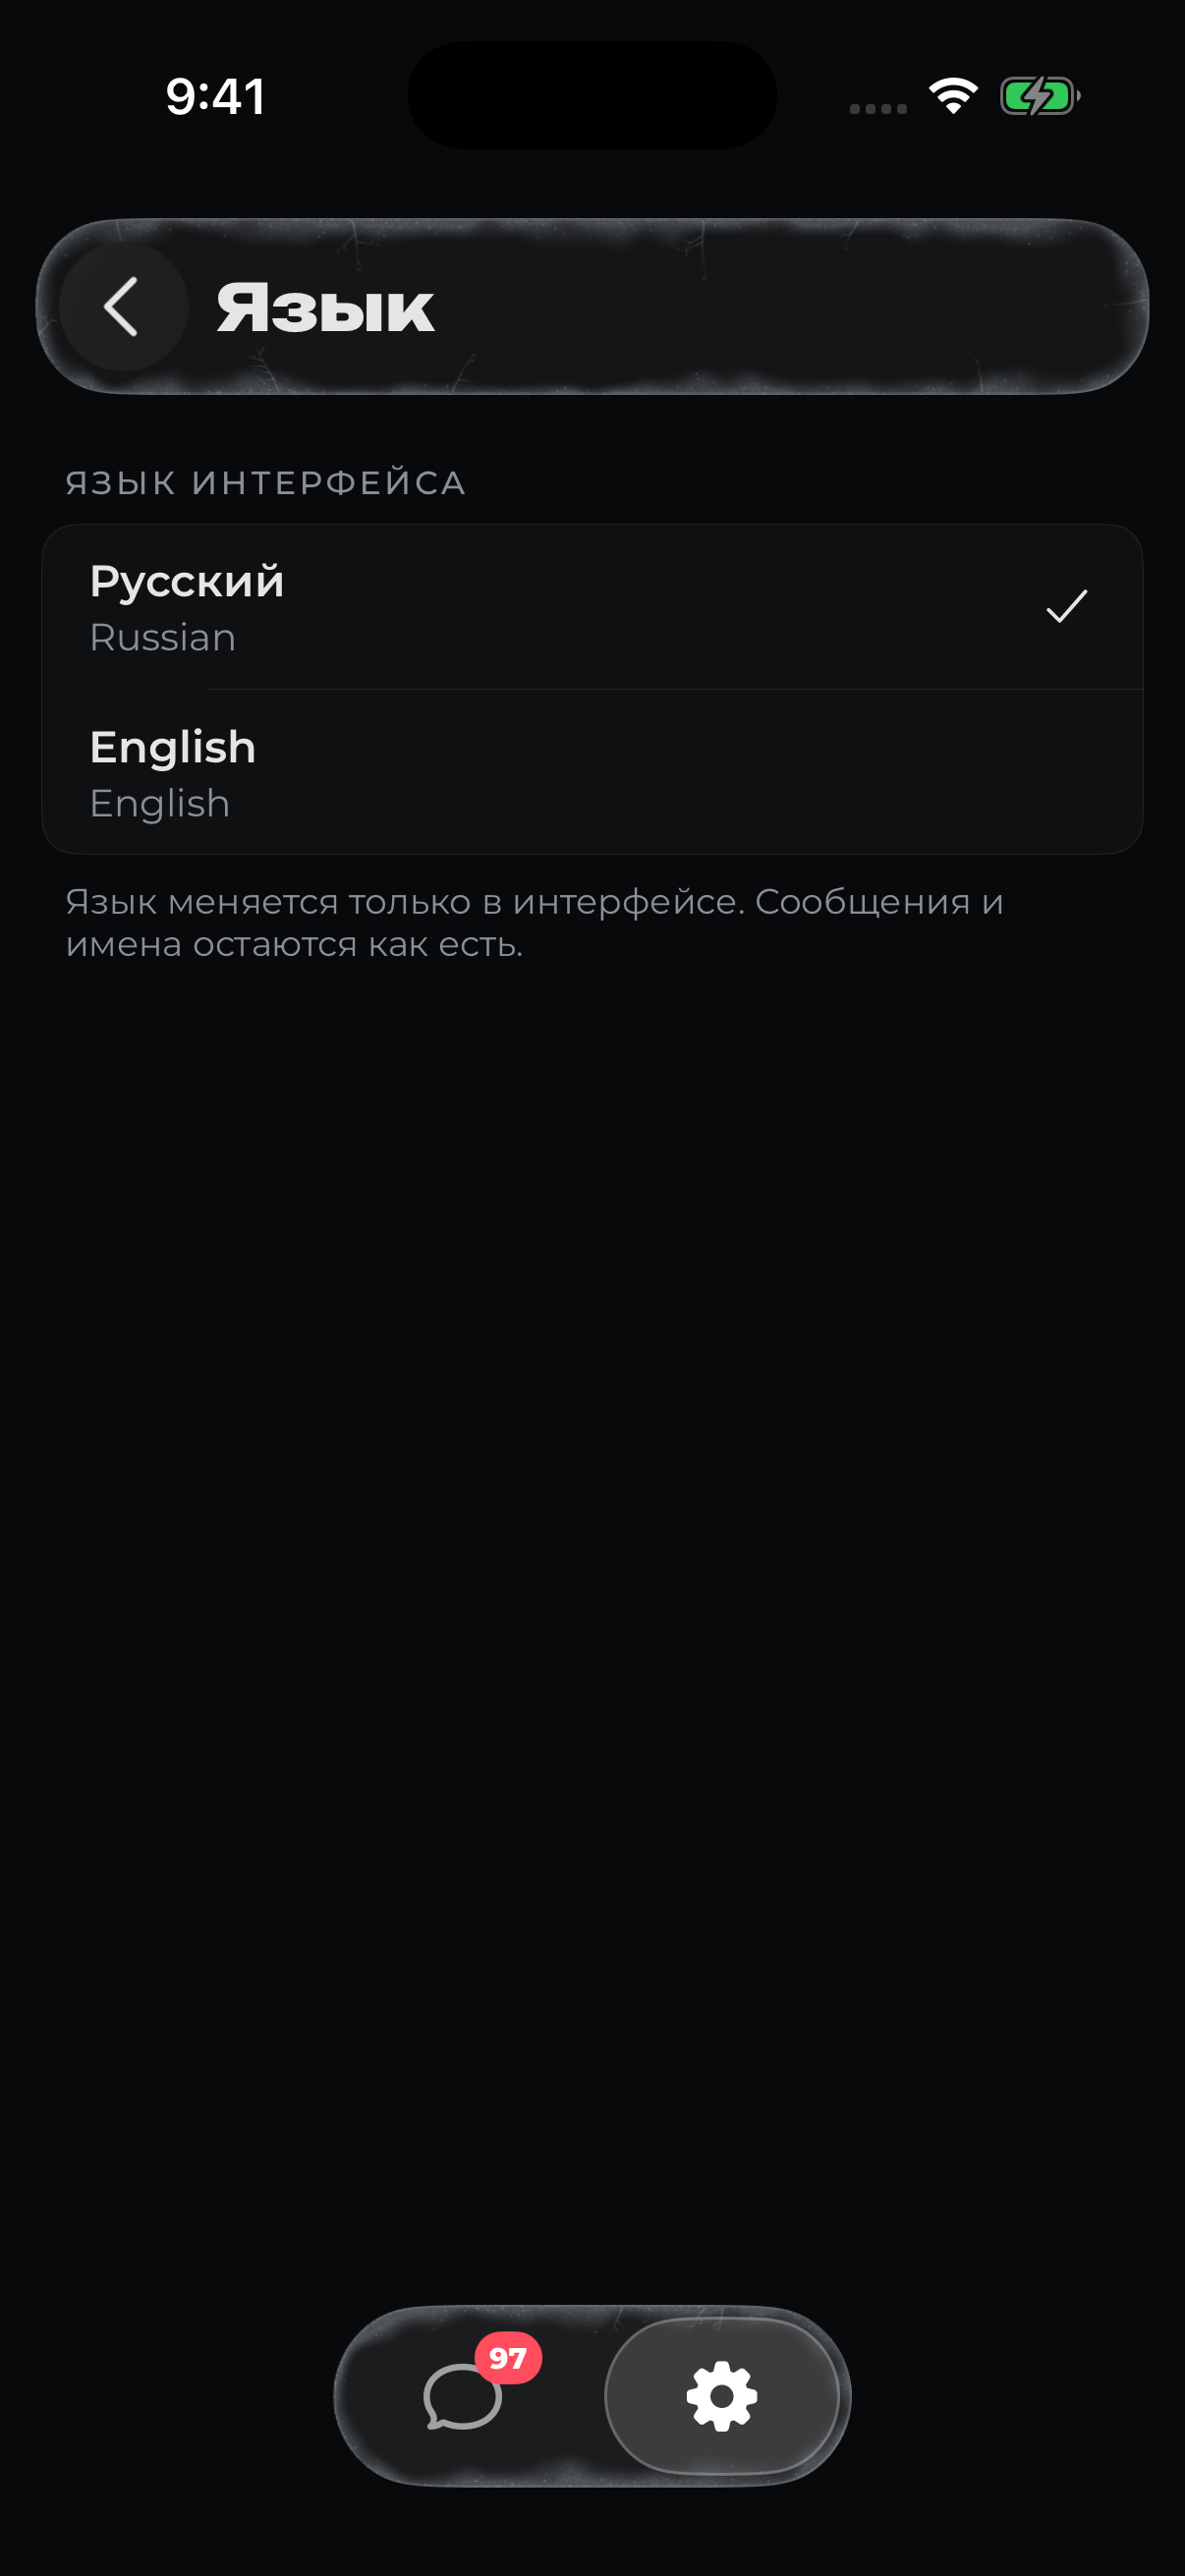 9:41
Язык
ЯЗЫК ИНТЕРФЕЙСА
Русский
Russian
English
English
Язык меняется только в интерфейсе. Сообщения и
имена остаются как есть.
97